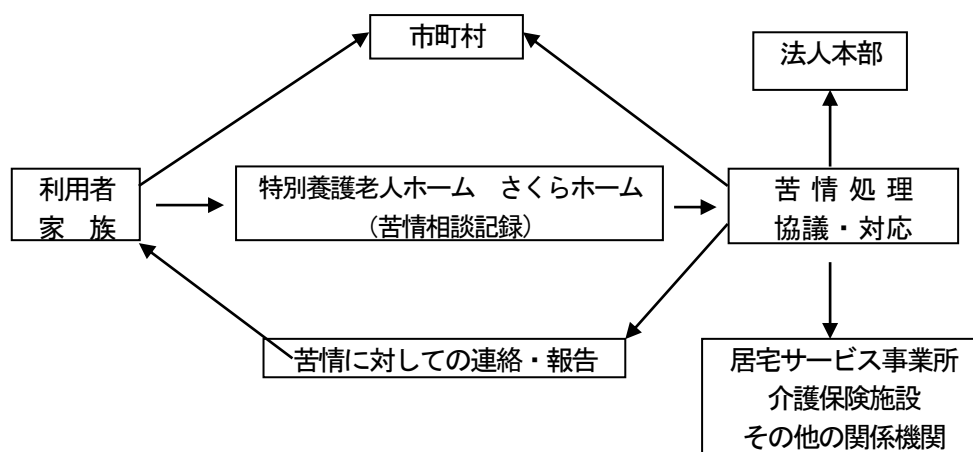 市町村
法人本部
利用者
家　族
特別養護老人ホーム　さくらホーム
（苦情相談記録）
苦 情 処 理
協議・対応
苦情に対しての連絡・報告
居宅サービス事業所
介護保険施設
その他の関係機関